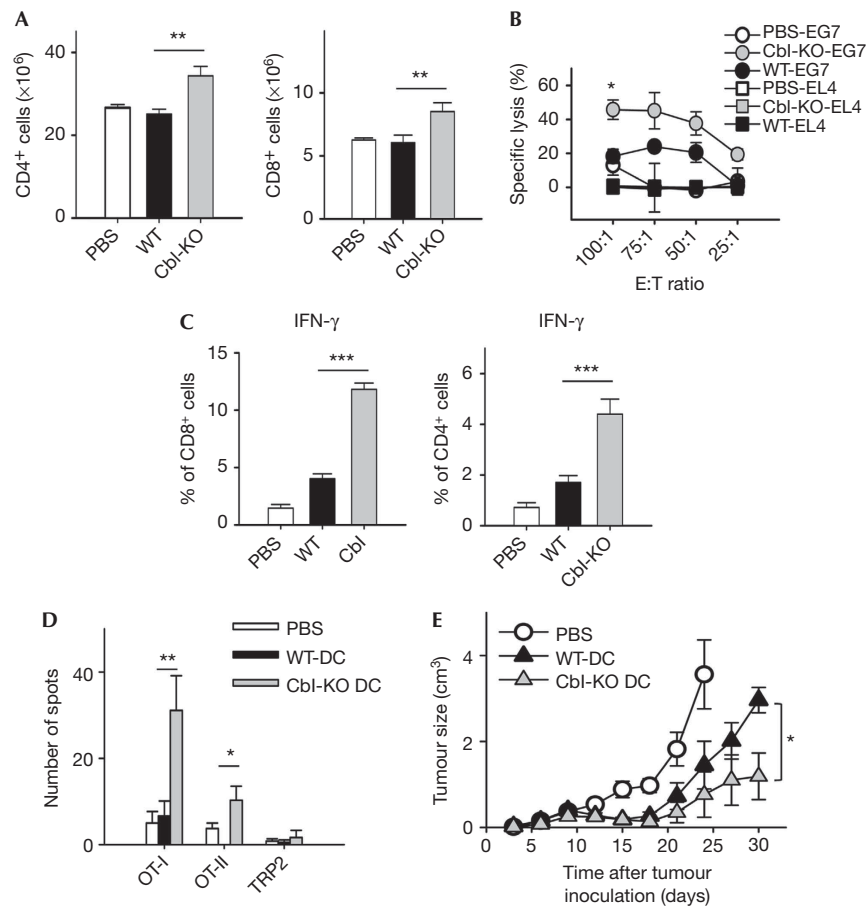 A
CD4⁺ cells (×10⁶)
60
40
20
0
**
PBS
WT
Cbl-KO
CD8⁺ cells (×10⁶)
12
6
0
**
PBS
WT
Cbl-KO
B
Specific lysis (%)
60
40
20
0
*
PBS-EG7
Cbl-KO-EG7
WT-EG7
PBS-EL4
Cbl-KO-EL4
WT-EL4
100:1
75:1
50:1
25:1
E:T ratio
C
IFN-γ
% of CD8⁺ cells
15
10
5
0
***
PBS
WT
Cbl
IFN-γ
% of CD4⁺ cells
6
4
2
0
***
PBS
WT
Cbl-KO
D
Number of spots
40
20
0
PBS
WT-DC
Cbl-KO DC
**
*
OT-I
OT-II
TRP2
E
Tumour size (cm³)
4
2
0
PBS
WT-DC
Cbl-KO DC
*
0 5 10 15 20 25 30
Time after tumour
inoculation (days)